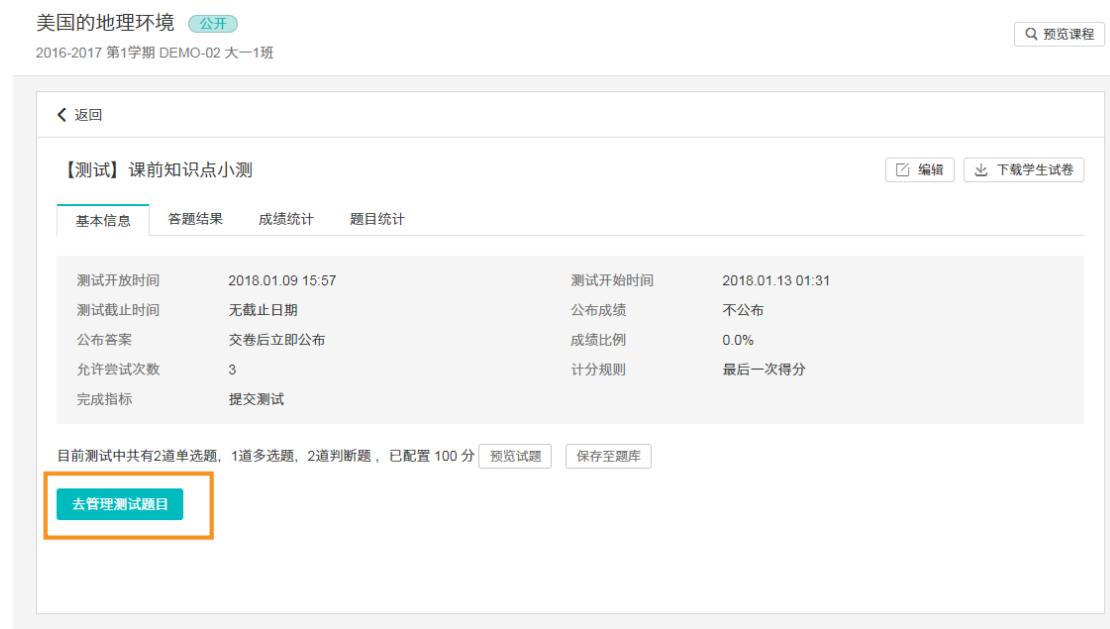 美国的地理环境 公开
2016-2017 第1学期 DEMO-02 大一1班
预览课程
返回
【测试】课前知识点小测
编辑 下载学生试卷
基本信息 答题结果 成绩统计 题目统计
测试开放时间 2018.01.09 15:57 测试开始时间 2018.01.13 01:31
测试截止时间 无截止日期 公布成绩 不公布
公布答案 交卷后立即公布 成绩比例 0.0%
允许尝试次数 3 计分规则 最后一次得分
完成指标 提交测试
目前测试中共有2道单选题, 1道多选题, 2道判断题 , 已配置 100 分 预览试题 保存至题库
去管理测试题目